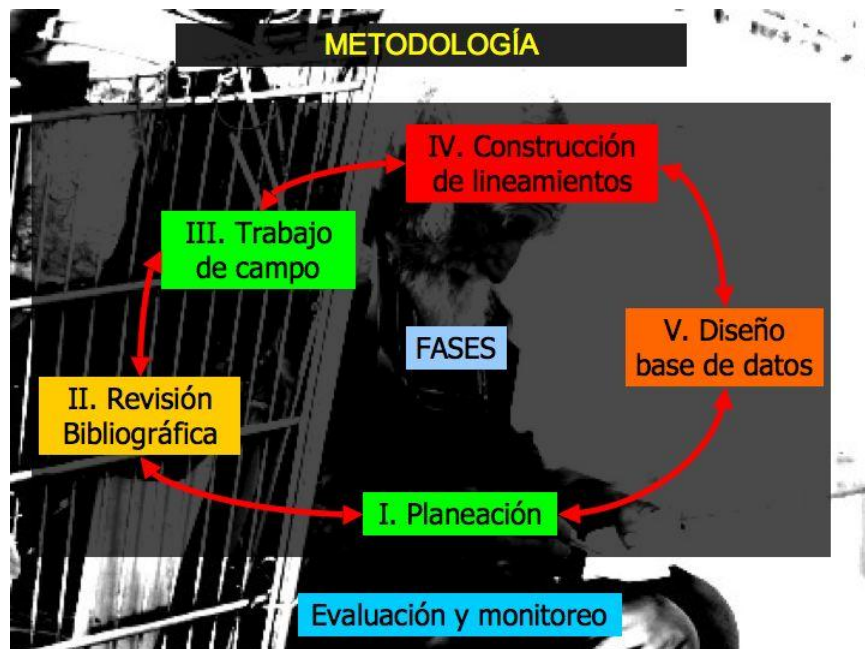 METODOLOGÍA
IV. Construcción
de lineamientos
III. Trabajo
de campo
V. Diseño
base de datos
FASES
II. Revisión
Bibliográfica
I. Planeación
Evaluación y monitoreo